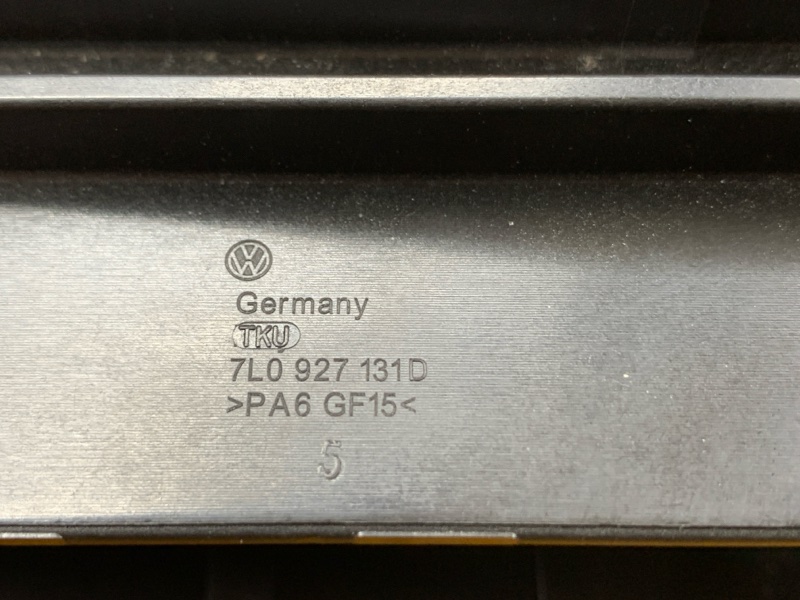 Germany
TKU
7L0 927 131D
>PA6 GF15<
5